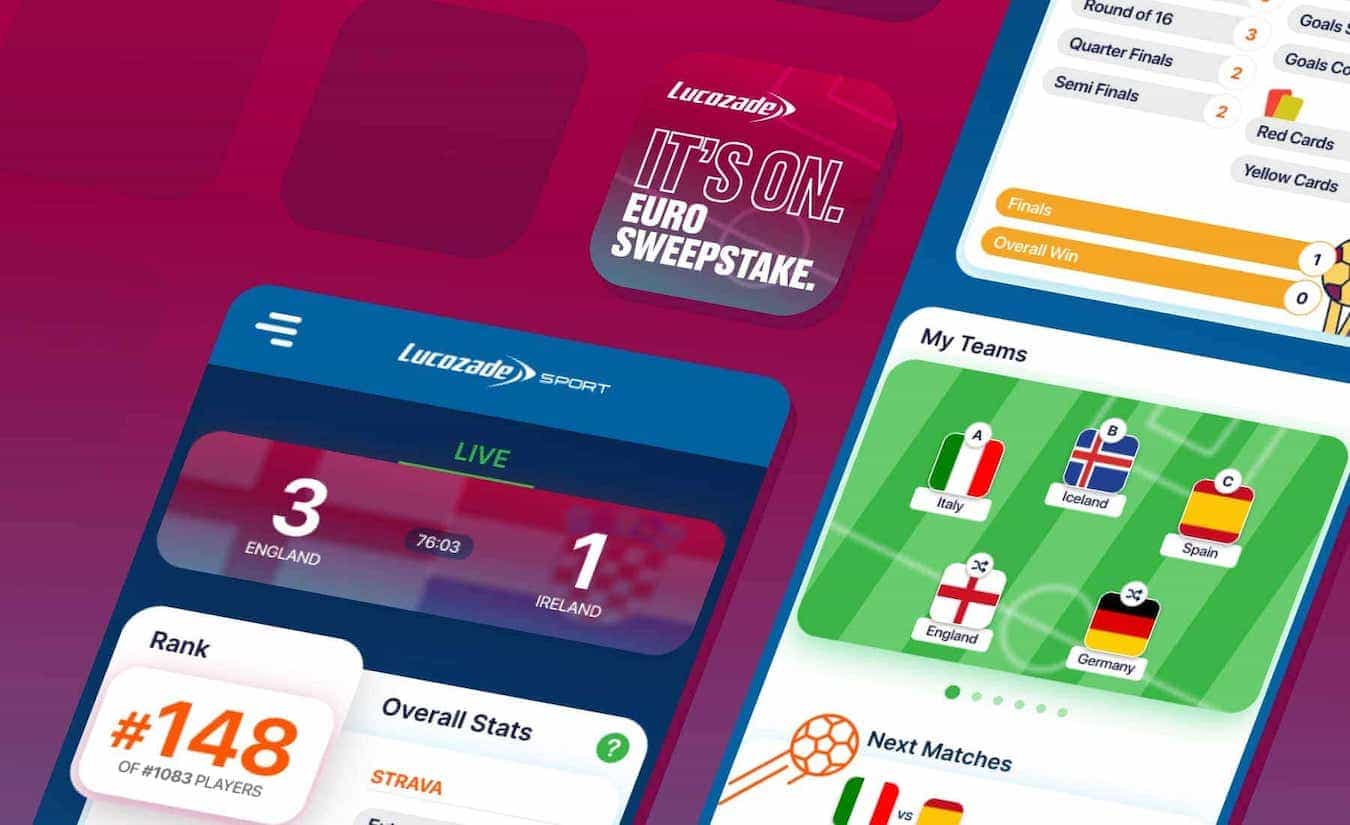 Lucozade
IT'S ON.
EURO
SWEEPSTAKE.
Lucozade SPORT
LIVE
3
ENGLAND
76:03
1
IRELAND
Rank
#148
OF #1083 PLAYERS
Overall Stats
?
STRAVA
Round of 16
3
Quarter Finals
2
Semi Finals
2
Goals
Goals
Red Cards
Yellow Cards
Finals
1
Overall Win
0
My Teams
A
Italy
B
Iceland
C
Spain
England
Germany
Next Matches
vs